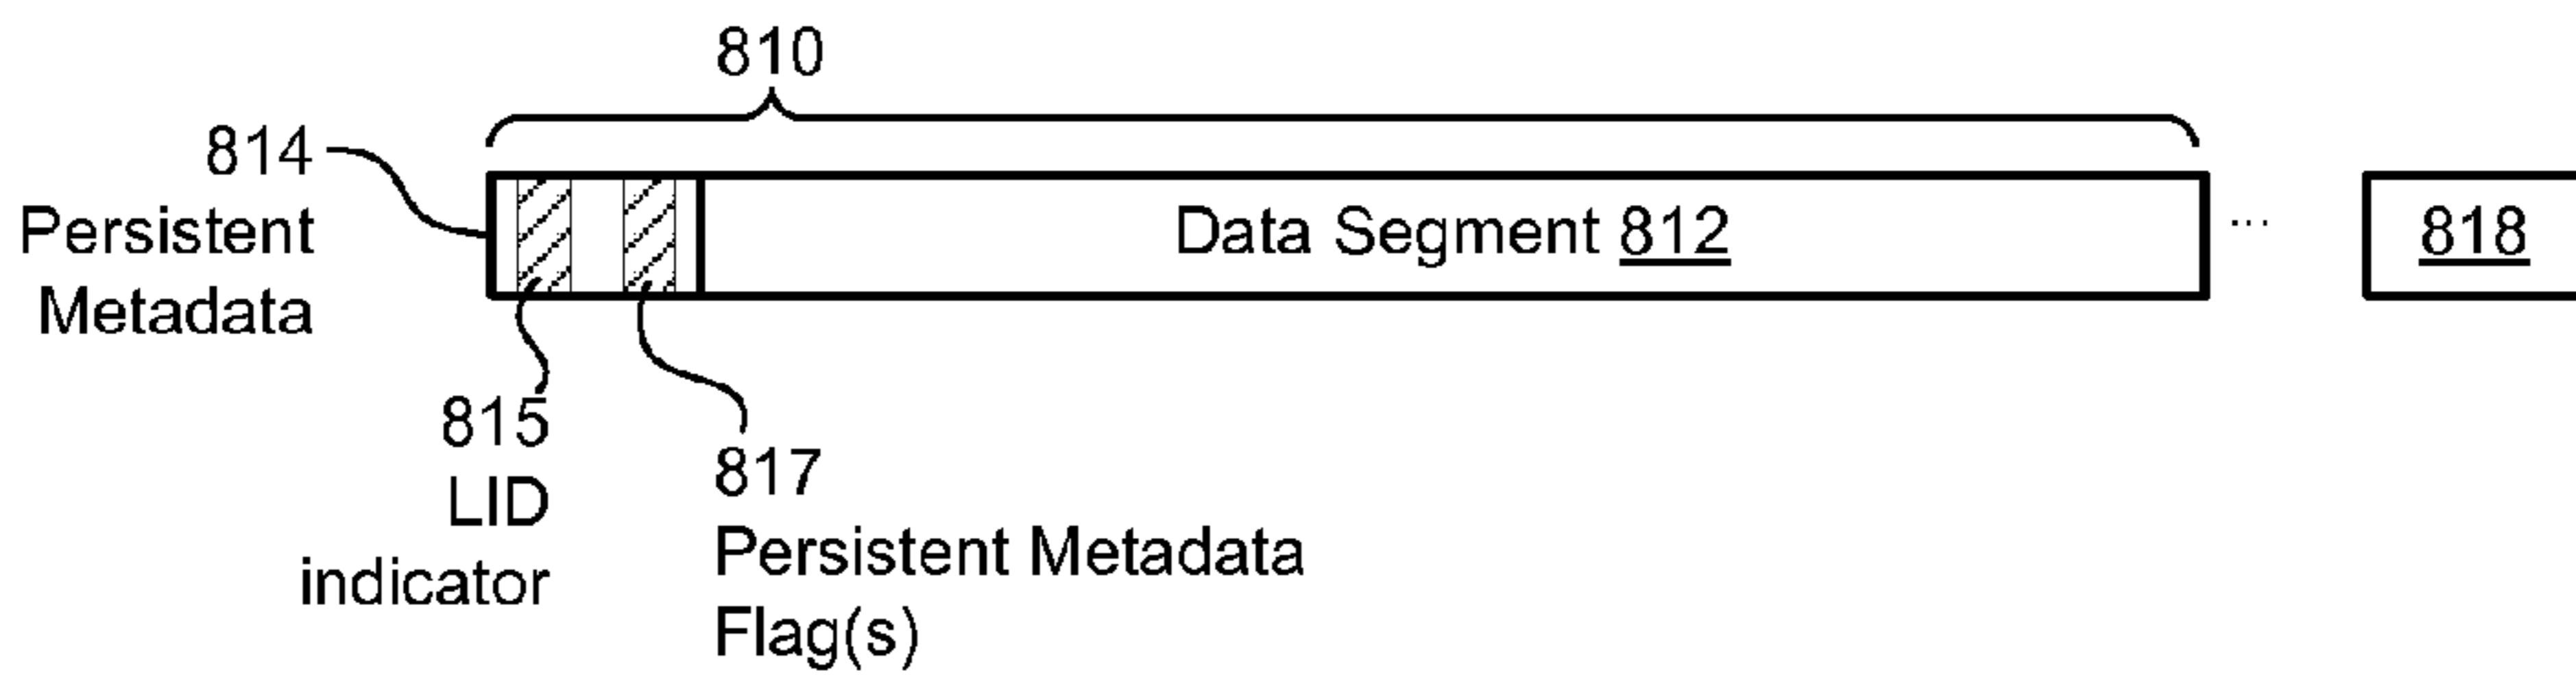 810
814
Persistent
Metadata
Data Segment 812
...
818
815
LID
indicator
817
Persistent Metadata
Flag(s)